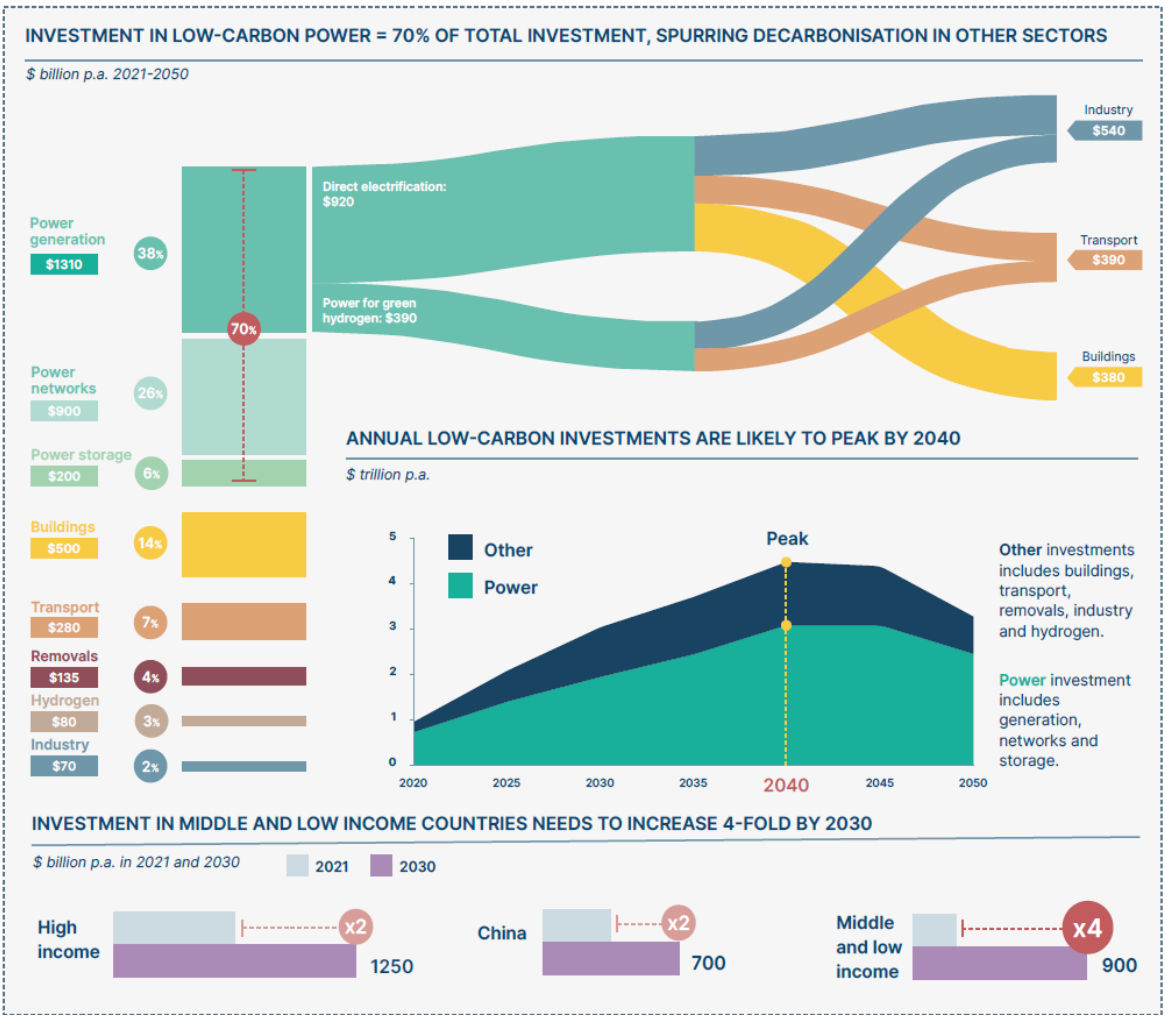 INVESTMENT IN LOW-CARBON POWER = 70% OF TOTAL INVESTMENT, SPURRING DECARBONISATION IN OTHER SECTORS
$ billion p.a. 2021-2050
Power
generation
$1310
38%
Power
networks
$900
26%
Power storage
$200
6%
70%
Buildings
$500
14%
Transport
$280
7%
Removals
$135
4%
Hydrogen
$80
3%
Industry
$70
2%
Direct electrification:
$920
Power for green
hydrogen: $390
Industry
$540
Transport
$390
Buildings
$380
ANNUAL LOW-CARBON INVESTMENTS ARE LIKELY TO PEAK BY 2040
$ trillion p.a.
5
4
3
2
1
0
Other
Power
Peak
2020
2025
2030
2035
2040
2045
2050
Other investments
includes buildings,
transport,
removals, industry
and hydrogen.
Power investment
includes
generation,
networks and
storage.
INVESTMENT IN MIDDLE AND LOW INCOME COUNTRIES NEEDS TO INCREASE 4-FOLD BY 2030
$ billion p.a. in 2021 and 2030
2021
2030
High
income
x2
1250
China
x2
700
Middle
and low
income
x4
900